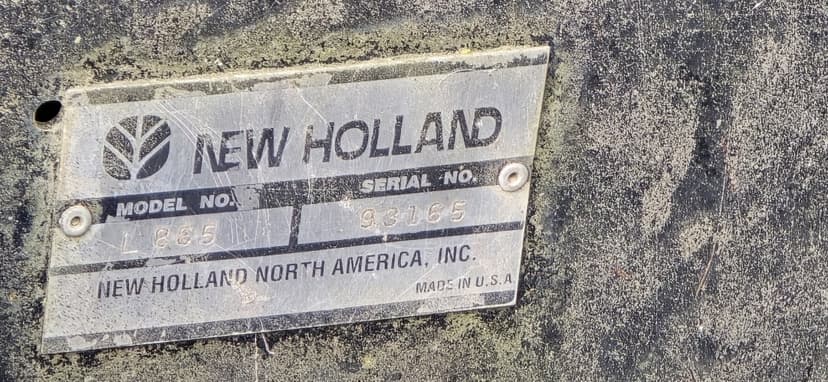 NEW HOLLAND
MODEL NO. SERIAL NO.
L 865 93165
NEW HOLLAND NORTH AMERICA, INC.
MADE IN U.S.A